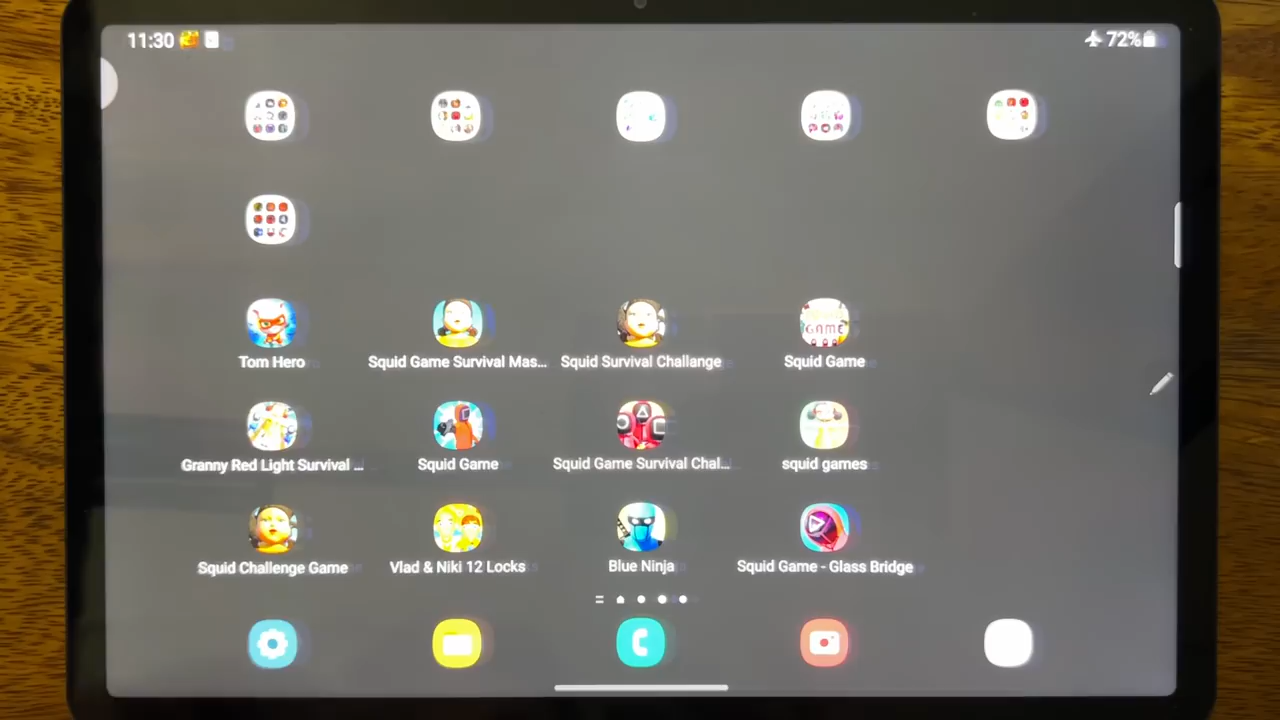 11:30
72%
Tom Hero
Squid Game Survival Mas...
Squid Survival Challange
GAME
Squid Game
Granny Red Light Survival ...
Squid Game
Squid Game Survival Chal...
squid games
Squid Challenge Game
Vlad & Niki 12 Locks
Blue Ninja
Squid Game - Glass Bridge